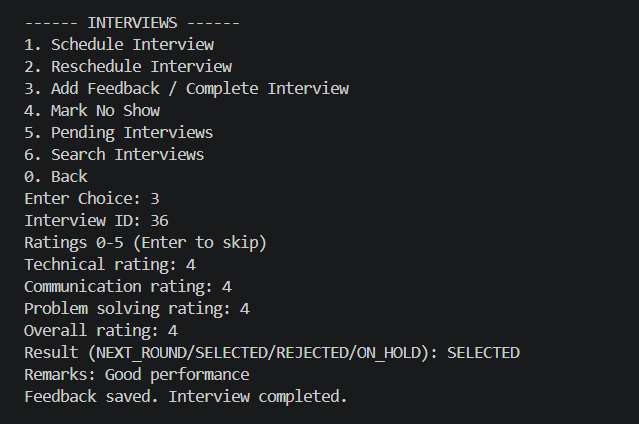 ------ INTERVIEWS ------
1. Schedule Interview
2. Reschedule Interview
3. Add Feedback / Complete Interview
4. Mark No Show
5. Pending Interviews
6. Search Interviews
0. Back
Enter Choice: 3
Interview ID: 36
Ratings 0-5 (Enter to skip)
Technical rating: 4
Communication rating: 4
Problem solving rating: 4
Overall rating: 4
Result (NEXT_ROUND/SELECTED/REJECTED/ON_HOLD): SELECTED
Remarks: Good performance
Feedback saved. Interview completed.